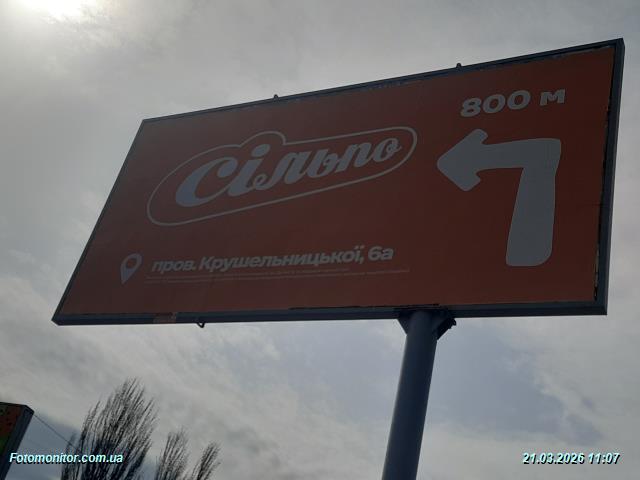 800 м
Сільпо
пров. Крушельницької, 6а
Fotomonitor.com.ua
21.03.2026 11:07